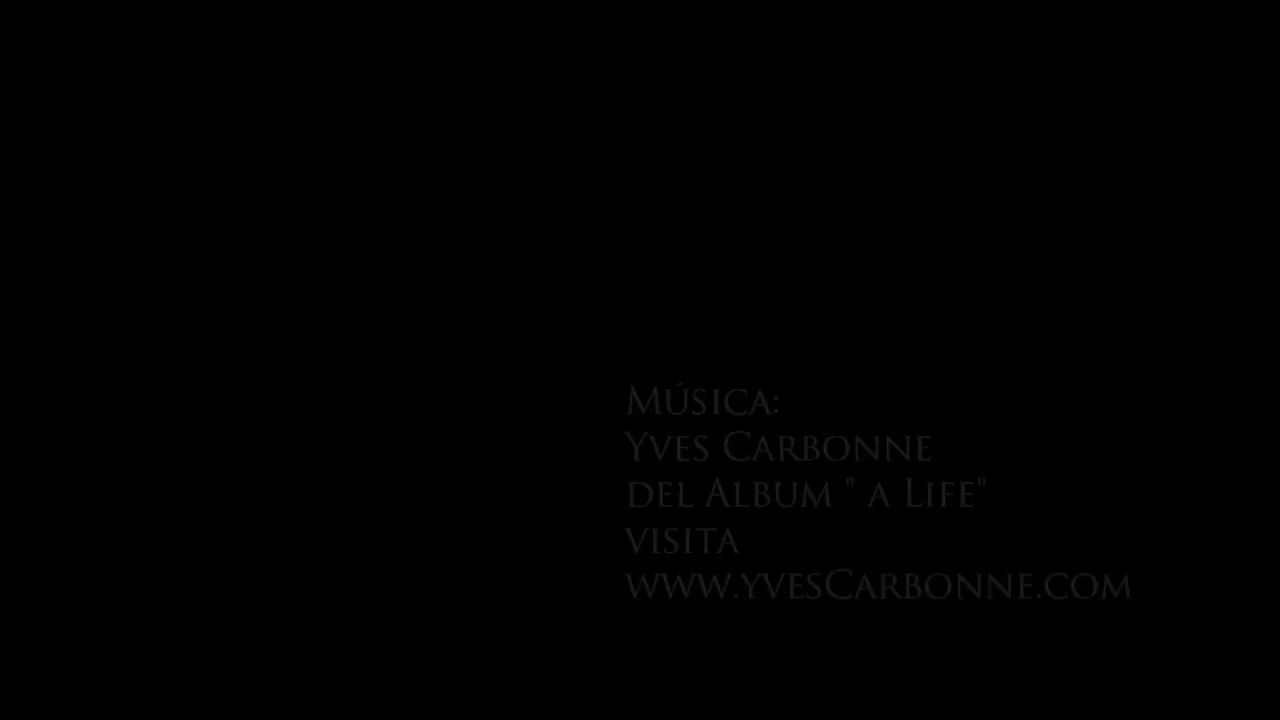 Música:
Yves Carbonne
del Album " a Life"
visita
www.yvesCarbonne.com